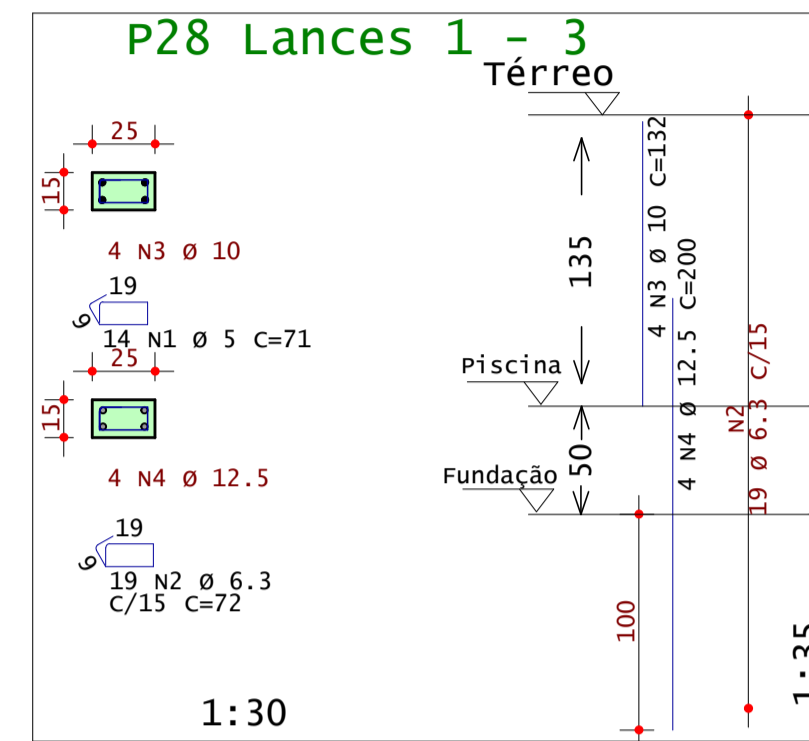 P28 Lances 1 - 3
Térreo
25
15
4 N3 Ø 10
19
9
14 N1 Ø 5 C=71
25
15
4 N4 Ø 12.5
19
9
19 N2 Ø 6.3
C/15 C=72
1:30
135
Piscina
50
Fundação
100
4 N3 Ø 10 C=132
4 N4 Ø 12.5 C=200
N2
19 Ø 6.3 C/15
1:35